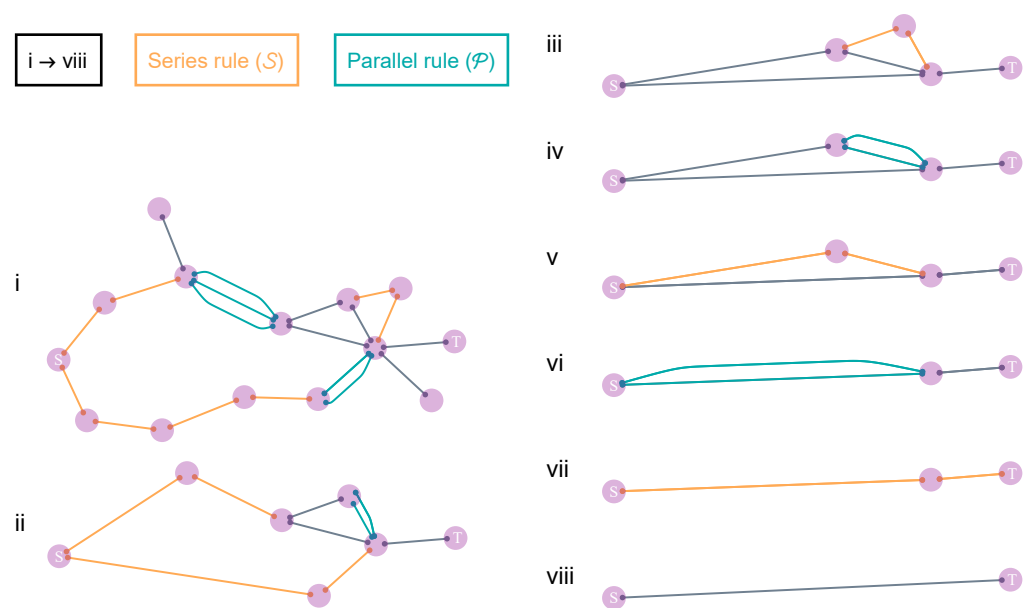 i → viii
Series rule (𝒮)
Parallel rule (𝒫)
i
S
T
ii
S
T
iii
S
T
iv
S
T
v
S
T
vi
S
T
vii
S
T
viii
S
T